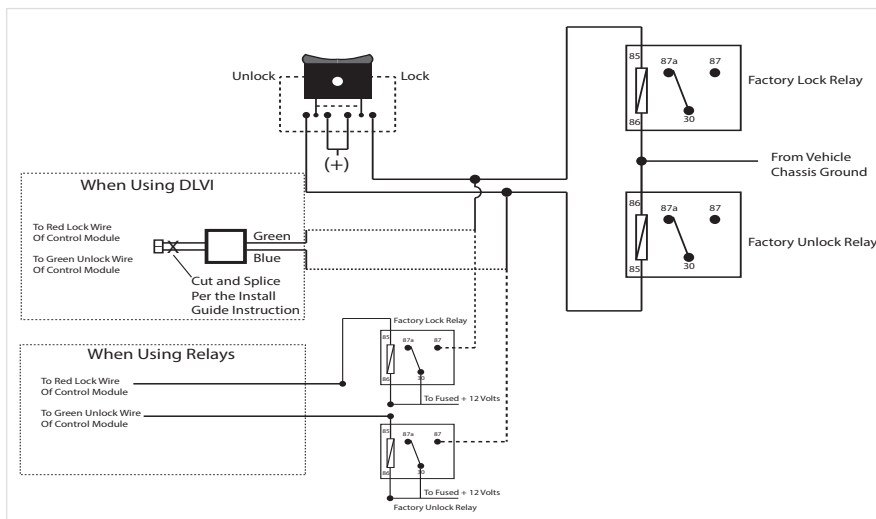 Unlock
Lock
(+)
85
87a
87
30
86
Factory Lock Relay
From Vehicle
Chassis Ground
86
87a
87
30
85
Factory Unlock Relay
When Using DLVI
To Red Lock Wire
Of Control Module
To Green Unlock Wire
Of Control Module
Green
Blue
Cut and Splice
Per the Install
Guide Instruction
When Using Relays
To Red Lock Wire
Of Control Module
To Green Unlock Wire
Of Control Module
Factory Lock Relay
85
87a
87
30
86
To Fused + 12 Volts
85
87a
87
30
86
To Fused + 12 Volts
Factory Unlock Relay